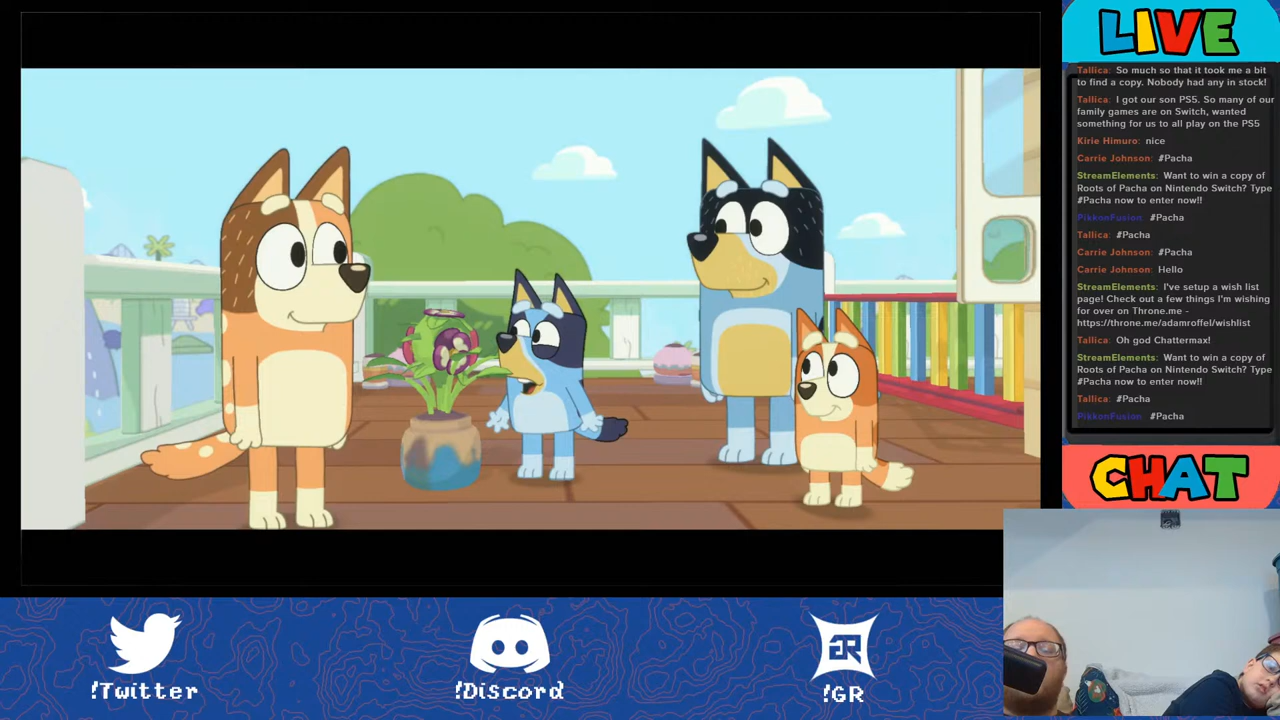 LIVE
Tallica: So much so that it took me a bit
to find a copy. Nobody had any in stock!
Tallica: I got our son PS5. So many of our
family games are on Switch, wanted
something for us to all play on the PS5
Kirie Himuro: nice
Carrie Johnson: #Pacha
StreamElements: Want to win a copy of
Roots of Pacha on Nintendo Switch? Type
#Pacha now to enter now!!
PikkonFusion #Pacha
Tallica: #Pacha
Carrie Johnson: #Pacha
Carrie Johnson: Hello
StreamElements: I've setup a wish list
page! Check out a few things I'm wishing
for over on Throne.me -
https://throne.me/adamroffel/wishlist
Tallica: Oh god Chattermax!
StreamElements: Want to win a copy of
Roots of Pacha on Nintendo Switch? Type
#Pacha now to enter now!!
Tallica: #Pacha
PikkonFusion #Pacha
CHAT
!Twitter
!Discord
GR
!GR